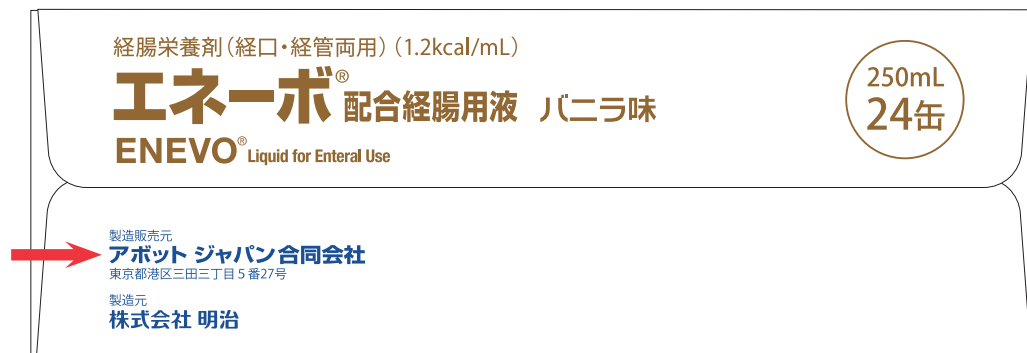 経腸栄養剤(経口・経管両用)(1.2kcal/mL)
エネーボ®配合経腸用液 バニラ味
ENEVO® Liquid for Enteral Use
250mL
24缶
製造販売元
アボット ジャパン合同会社
東京都港区三田三丁目5番27号
製造元
株式会社 明治